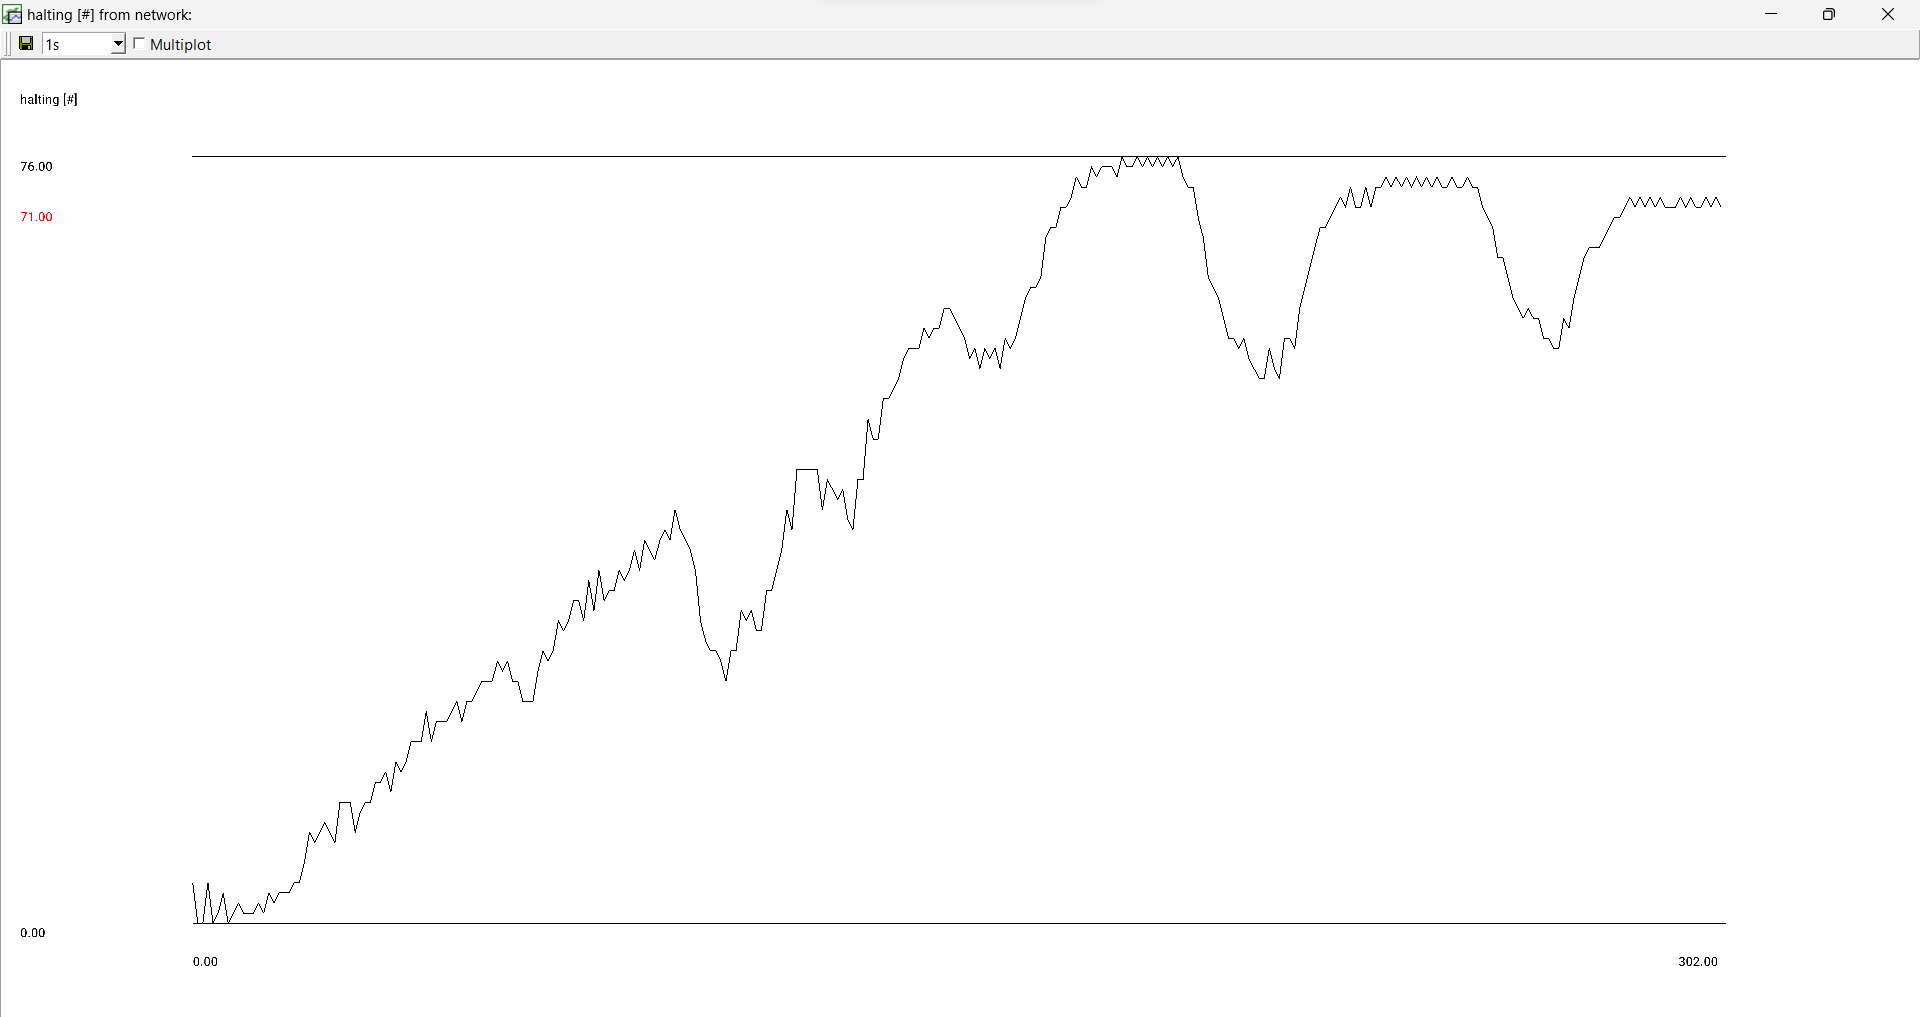 halting [#] from network:
1s Multiplot
halting [#]
76.00
71.00
0.00
0.00 302.00